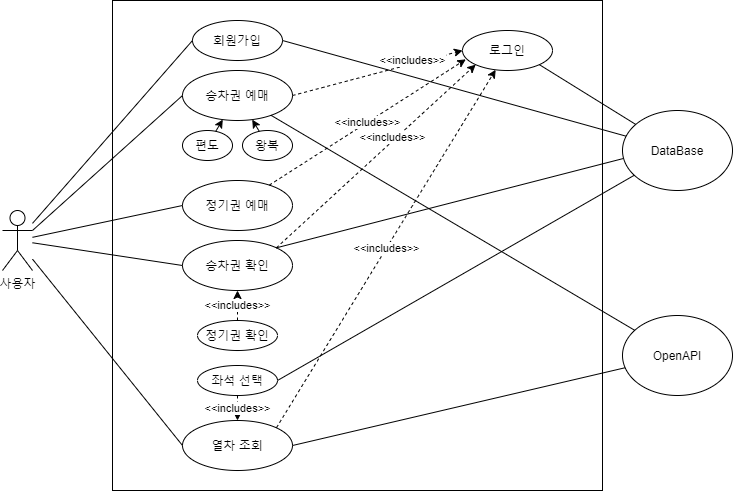 회원가입
로그인
<<includes>>
승차권 예매
<<includes>>
<<includes>>
편도
왕복
DataBase
정기권 예매
<<includes>>
승차권 확인
사용자
<<includes>>
정기권 확인
OpenAPI
좌석 선택
<<includes>>
열차 조회